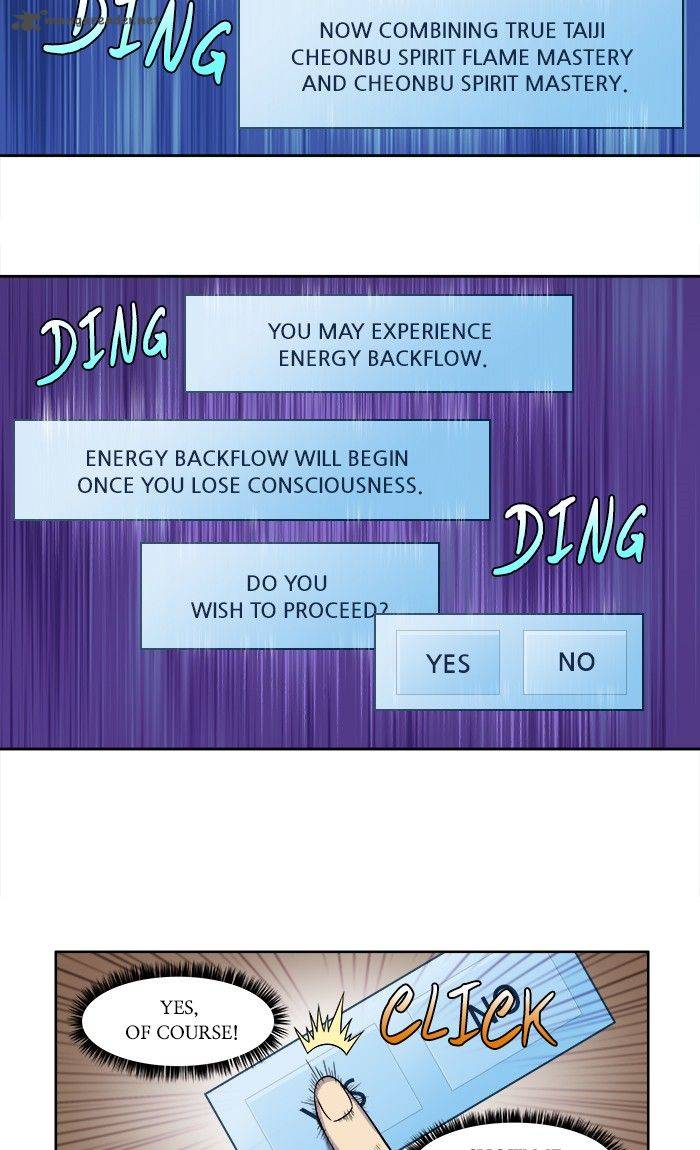 DING
NOW COMBINING TRUE TAIJI
CHEONBU SPIRIT FLAME MASTERY
AND CHEONBU SPIRIT MASTERY.
DING
YOU MAY EXPERIENCE
ENERGY BACKFLOW.
ENERGY BACKFLOW WILL BEGIN
ONCE YOU LOSE CONSCIOUSNESS.
DING
DO YOU
WISH TO PROCEED?
YES
NO
YES,
OF COURSE!
CLICK
NO